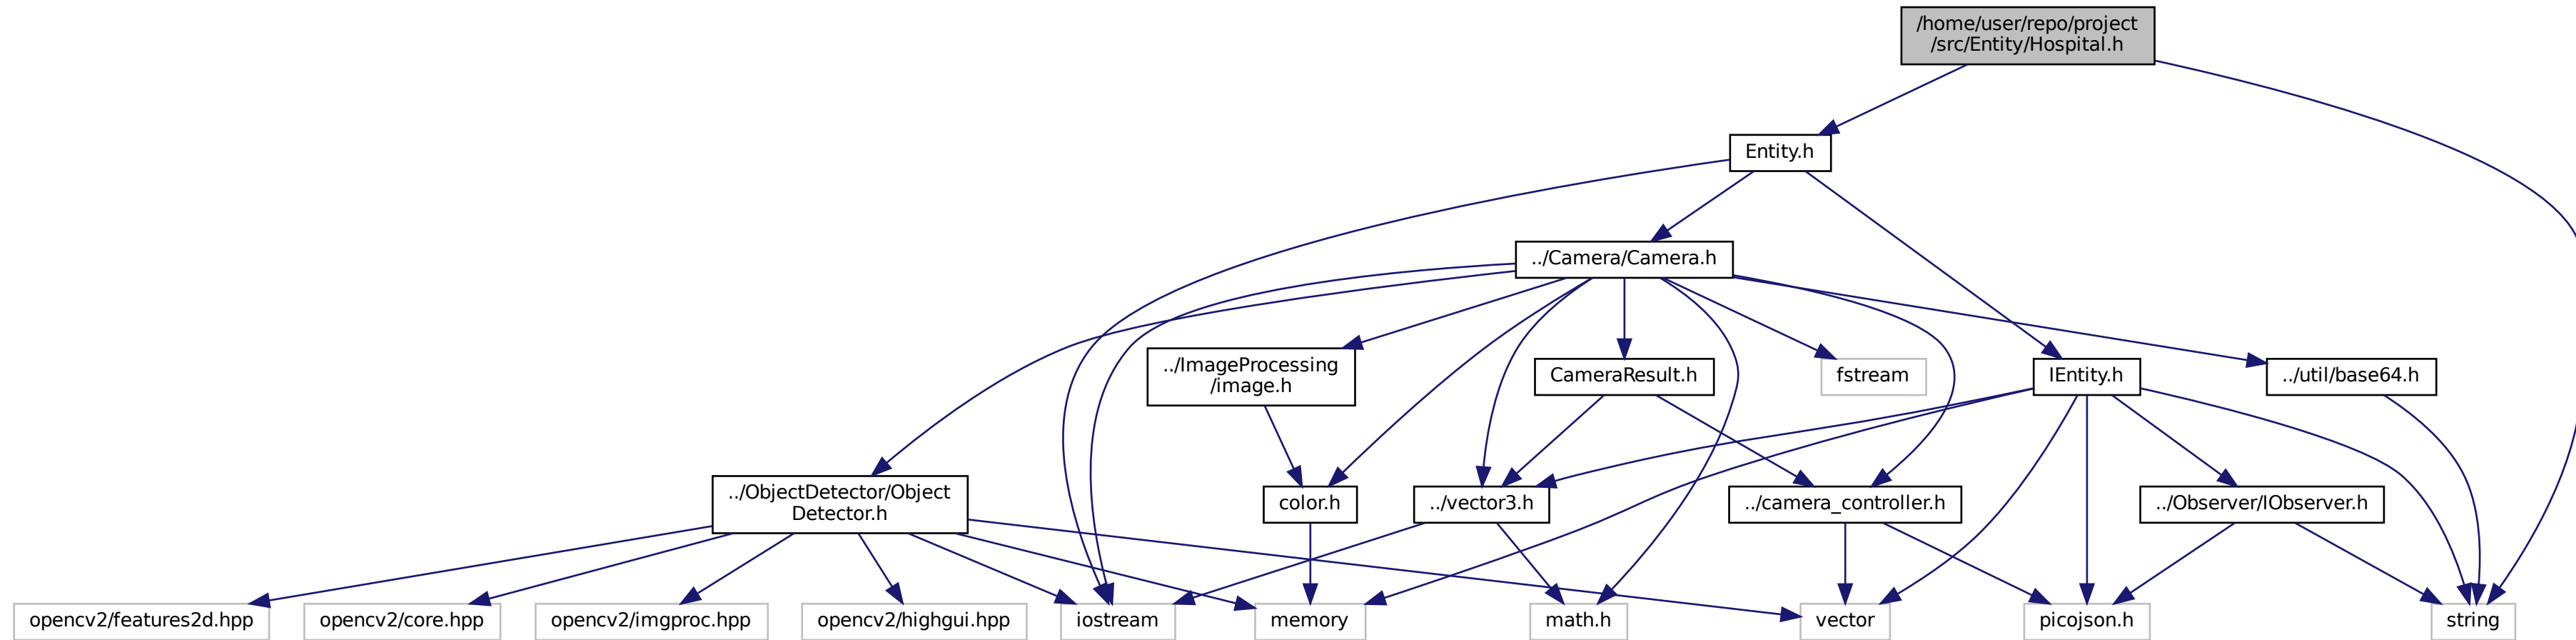 /home/user/repo/project
/src/Entity/Hospital.h
Entity.h
../Camera/Camera.h
../ImageProcessing
/image.h
CameraResult.h
fstream
IEntity.h
../util/base64.h
../ObjectDetector/Object
Detector.h
color.h
../vector3.h
../camera_controller.h
../Observer/IObserver.h
opencv2/features2d.hpp
opencv2/core.hpp
opencv2/imgproc.hpp
opencv2/highgui.hpp
iostream
memory
math.h
vector
picojson.h
string